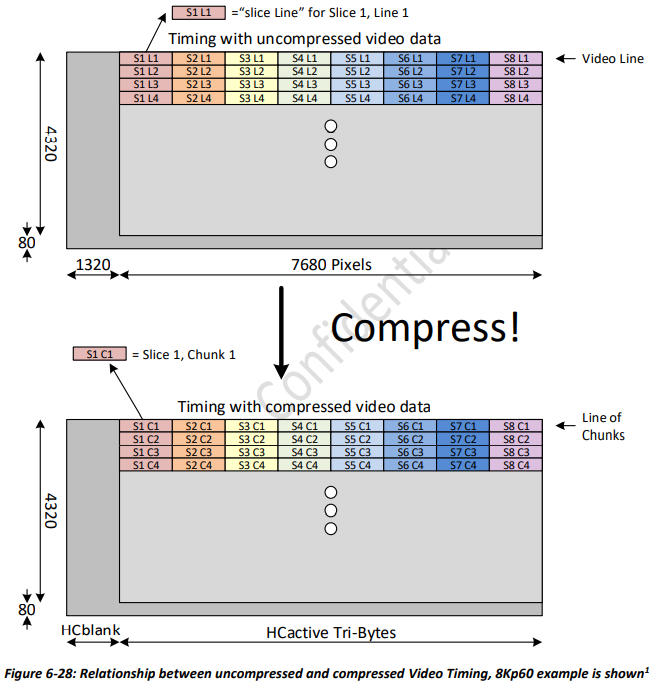 S1 L1 =“slice Line” for Slice 1, Line 1
Timing with uncompressed video data
S1 L1 S2 L1 S3 L1 S4 L1 S5 L1 S6 L1 S7 L1 S8 L1 Video Line
S1 L2 S2 L2 S3 L2 S4 L2 S5 L2 S6 L2 S7 L2 S8 L2
S1 L3 S2 L3 S3 L3 S4 L3 S5 L3 S6 L3 S7 L3 S8 L3
S1 L4 S2 L4 S3 L4 S4 L4 S5 L4 S6 L4 S7 L4 S8 L4
4320
80
1320 7680 Pixels
Confidential
Compress!
S1 C1 = Slice 1, Chunk 1
Timing with compressed video data
S1 C1 S2 C1 S3 C1 S4 C1 S5 C1 S6 C1 S7 C1 S8 C1 Line of
Chunks
S1 C2 S2 C2 S3 C2 S4 C2 S5 C2 S6 C2 S7 C2 S8 C2
S1 C3 S2 C3 S3 C3 S4 C3 S5 C3 S6 C3 S7 C3 S8 C3
S1 C4 S2 C4 S3 C4 S4 C4 S5 C4 S6 C4 S7 C4 S8 C4
4320
80
HCblank HCactive Tri-Bytes
Figure 6-28: Relationship between uncompressed and compressed Video Timing, 8Kp60 example is shown1